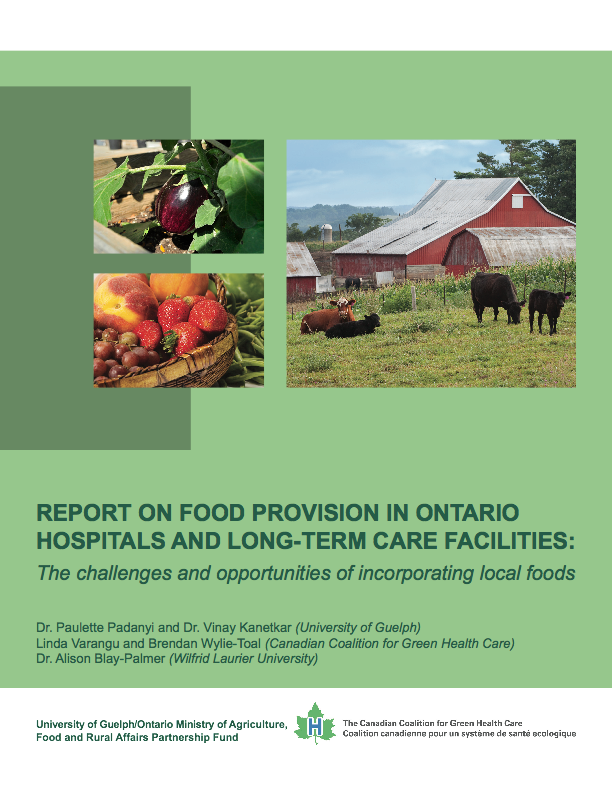 REPORT ON FOOD PROVISION IN ONTARIO
HOSPITALS AND LONG-TERM CARE FACILITIES:
The challenges and opportunities of incorporating local foods
Dr. Paulette Padanyi and Dr. Vinay Kanetkar (University of Guelph)
Linda Varangu and Brendan Wylie-Toal (Canadian Coalition for Green Health Care)
Dr. Alison Blay-Palmer (Wilfrid Laurier University)
University of Guelph/Ontario Ministry of Agriculture,
Food and Rural Affairs Partnership Fund
H
The Canadian Coalition for Green Health Care
Coalition canadienne pour un système de santé ecologique